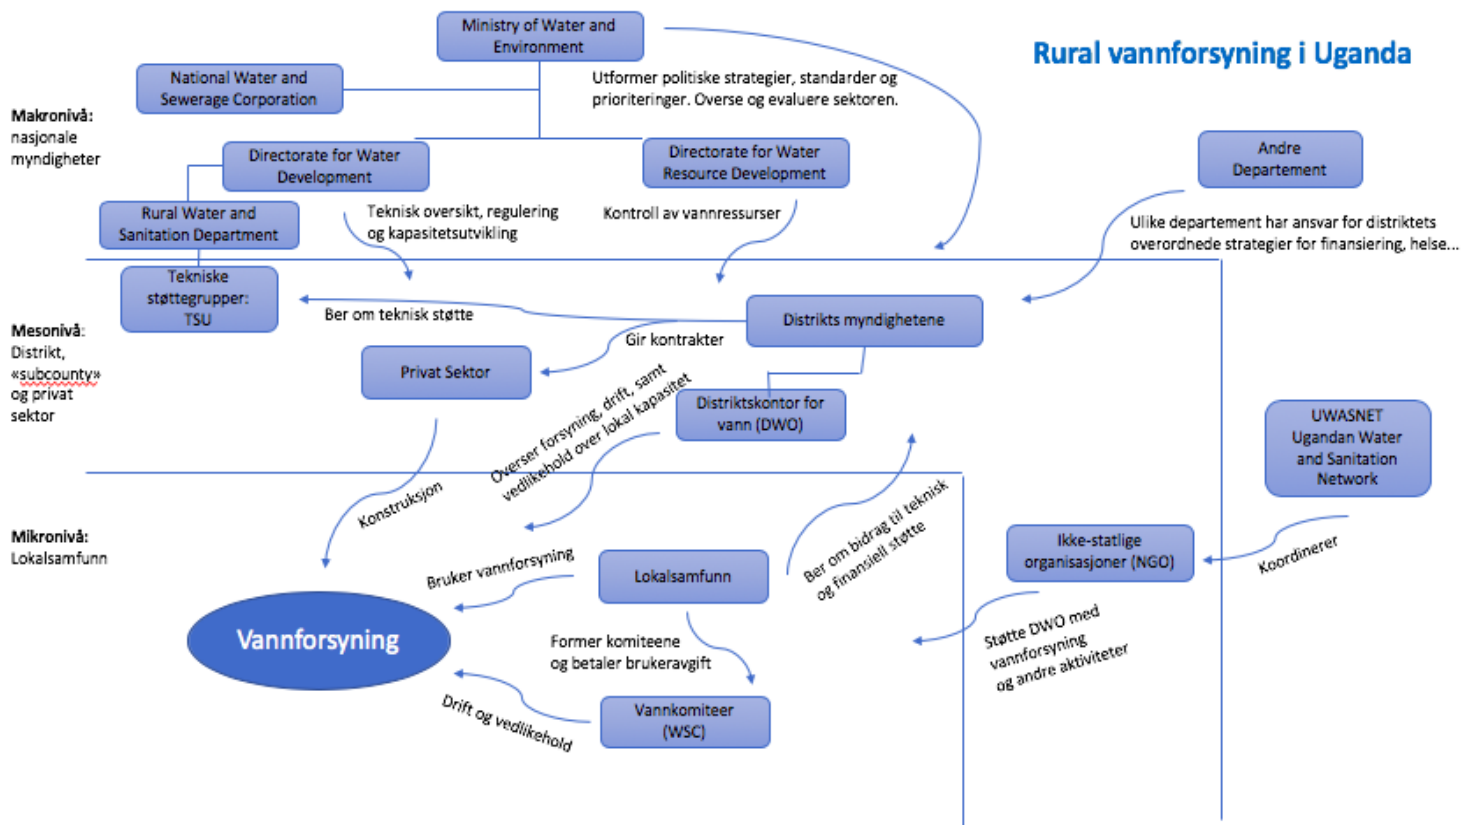 Rural vannforsyning i Uganda
Ministry of Water and
Environment
National Water and
Sewerage Corporation
Utformer politiske strategier, standarder og
prioriteringer. Overse og evaluere sektoren.
Makronivå:
nasjonale
myndigheter
Directorate for Water
Development
Directorate for Water
Resource Development
Andre
Departement
Rural Water and
Sanitation Department
Teknisk oversikt, regulering
og kapasitetsutvikling
Kontroll av vannressurser
Ulike departement har ansvar for distriktets
overordnede strategier for finansiering, helse...
Tekniske
støttegrupper:
TSU
Ber om teknisk støtte
Distrikts myndighetene
Mesonivå:
Distrikt,
«subcounty»
og privat
sektor
Gir kontrakter
Privat Sektor
Overser forsyning, drift, samt
vedlikehold over lokal kapasitet
Distriktskontor for
vann (DWO)
UWASNET
Ugandan Water
and Sanitation
Network
Konstruksjon
Mikronivå:
Lokalsamfunn
Bruker vannforsyning
Lokalsamfunn
Ber om bidrag til teknisk
og finansiell støtte
Ikke-statlige
organisasjoner (NGO)
Koordinerer
Vannforsyning
Former komiteene
og betaler brukeravgift
Støtte DWO med
vannforsyning
og andre aktiviteter
Drift og vedlikehold
Vannkomiteer
(WSC)